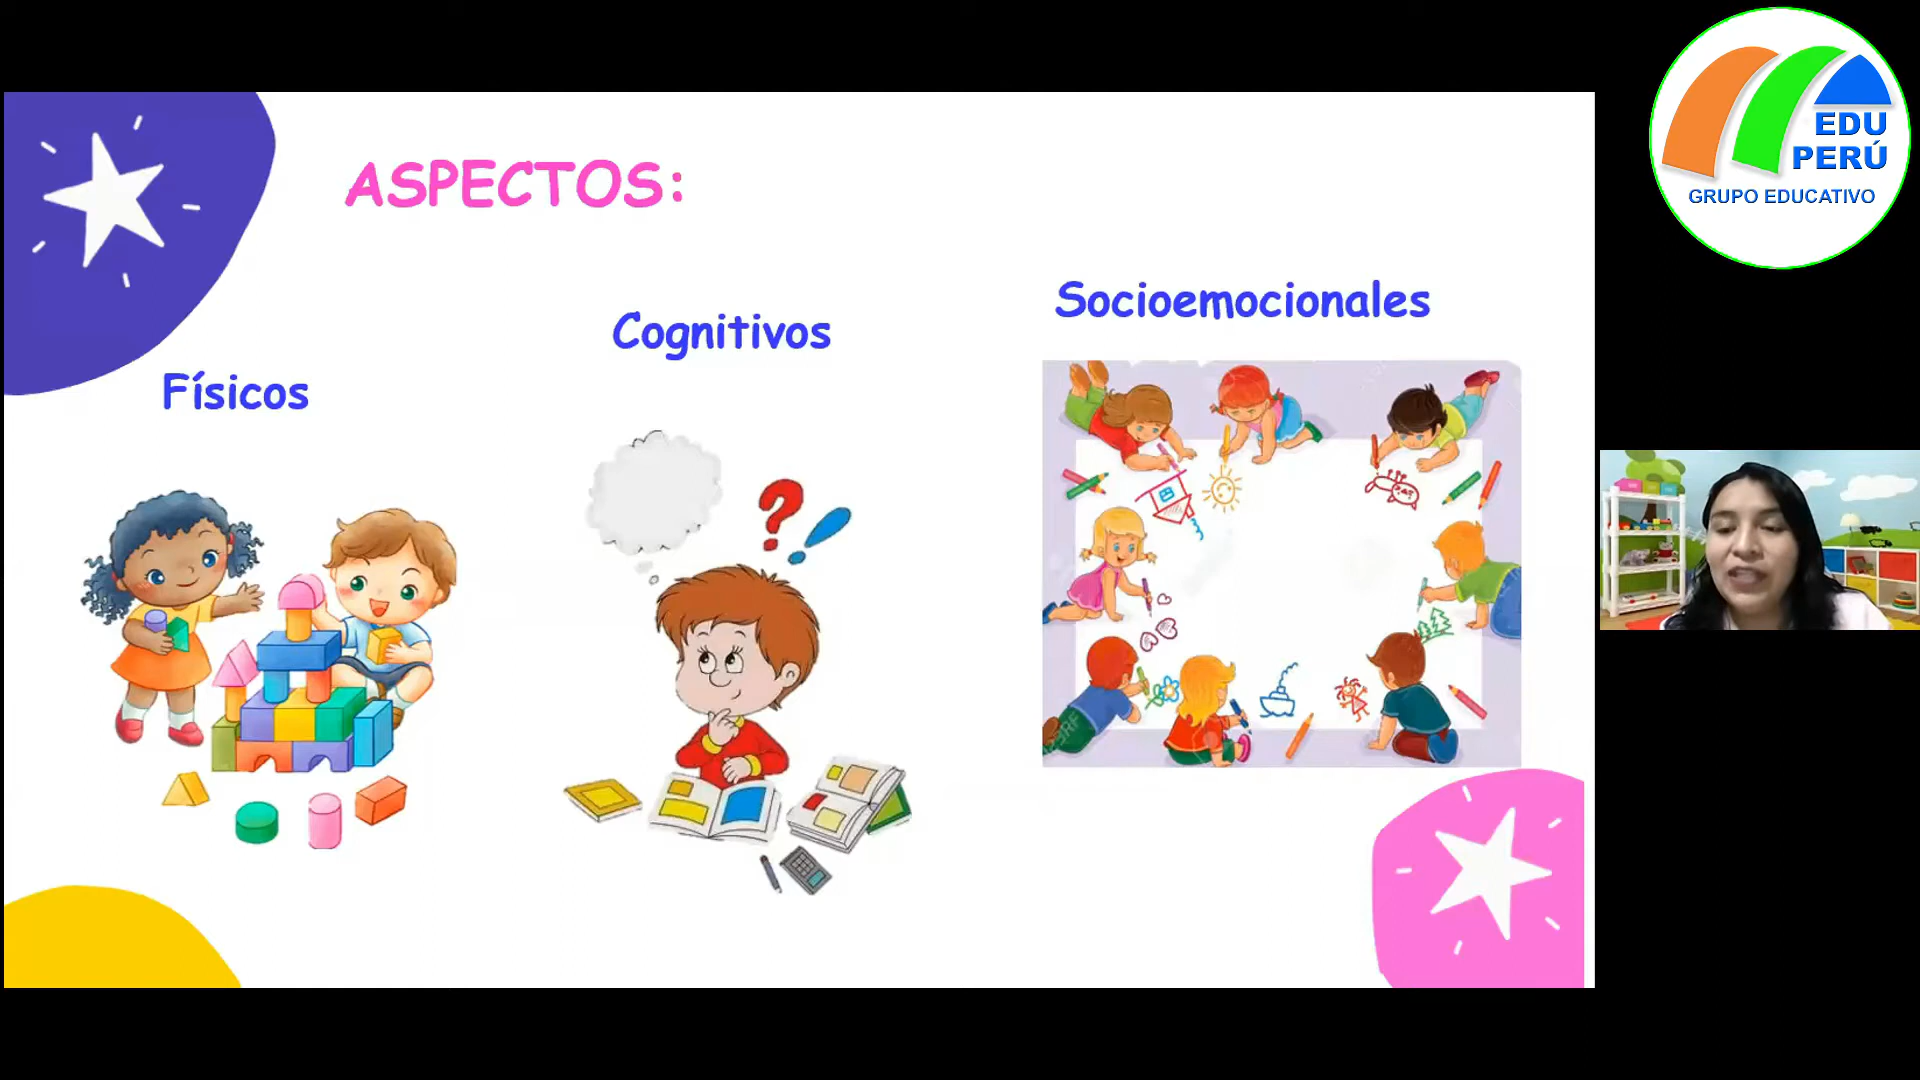 ASPECTOS:
Físicos
Cognitivos
Socioemocionales
EDU
PERÚ
GRUPO EDUCATIVO